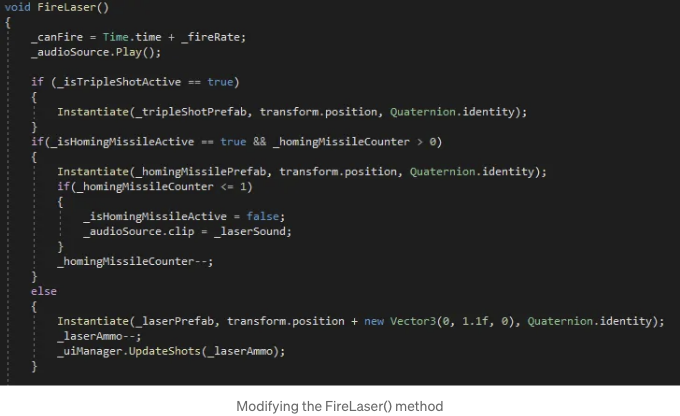 void FireLaser()
{
    _canFire = Time.time + _fireRate;
    _audioSource.Play();

    if (_isTripleShotActive == true)
    {
        Instantiate(_tripleShotPrefab, transform.position, Quaternion.identity);
    }
    if(_isHomingMissileActive == true && _homingMissileCounter > 0)
    {
        Instantiate(_homingMissilePrefab, transform.position, Quaternion.identity);
        if(_homingMissileCounter <= 1)
        {
            _isHomingMissileActive = false;
            _audioSource.clip = _laserSound;
        }
        _homingMissileCounter--;
    }
    else
    {
        Instantiate(_laserPrefab, transform.position + new Vector3(0, 1.1f, 0), Quaternion.identity);
        _laserAmmo--;
        _uiManager.UpdateShots(_laserAmmo);
    }
Modifying the FireLaser() method